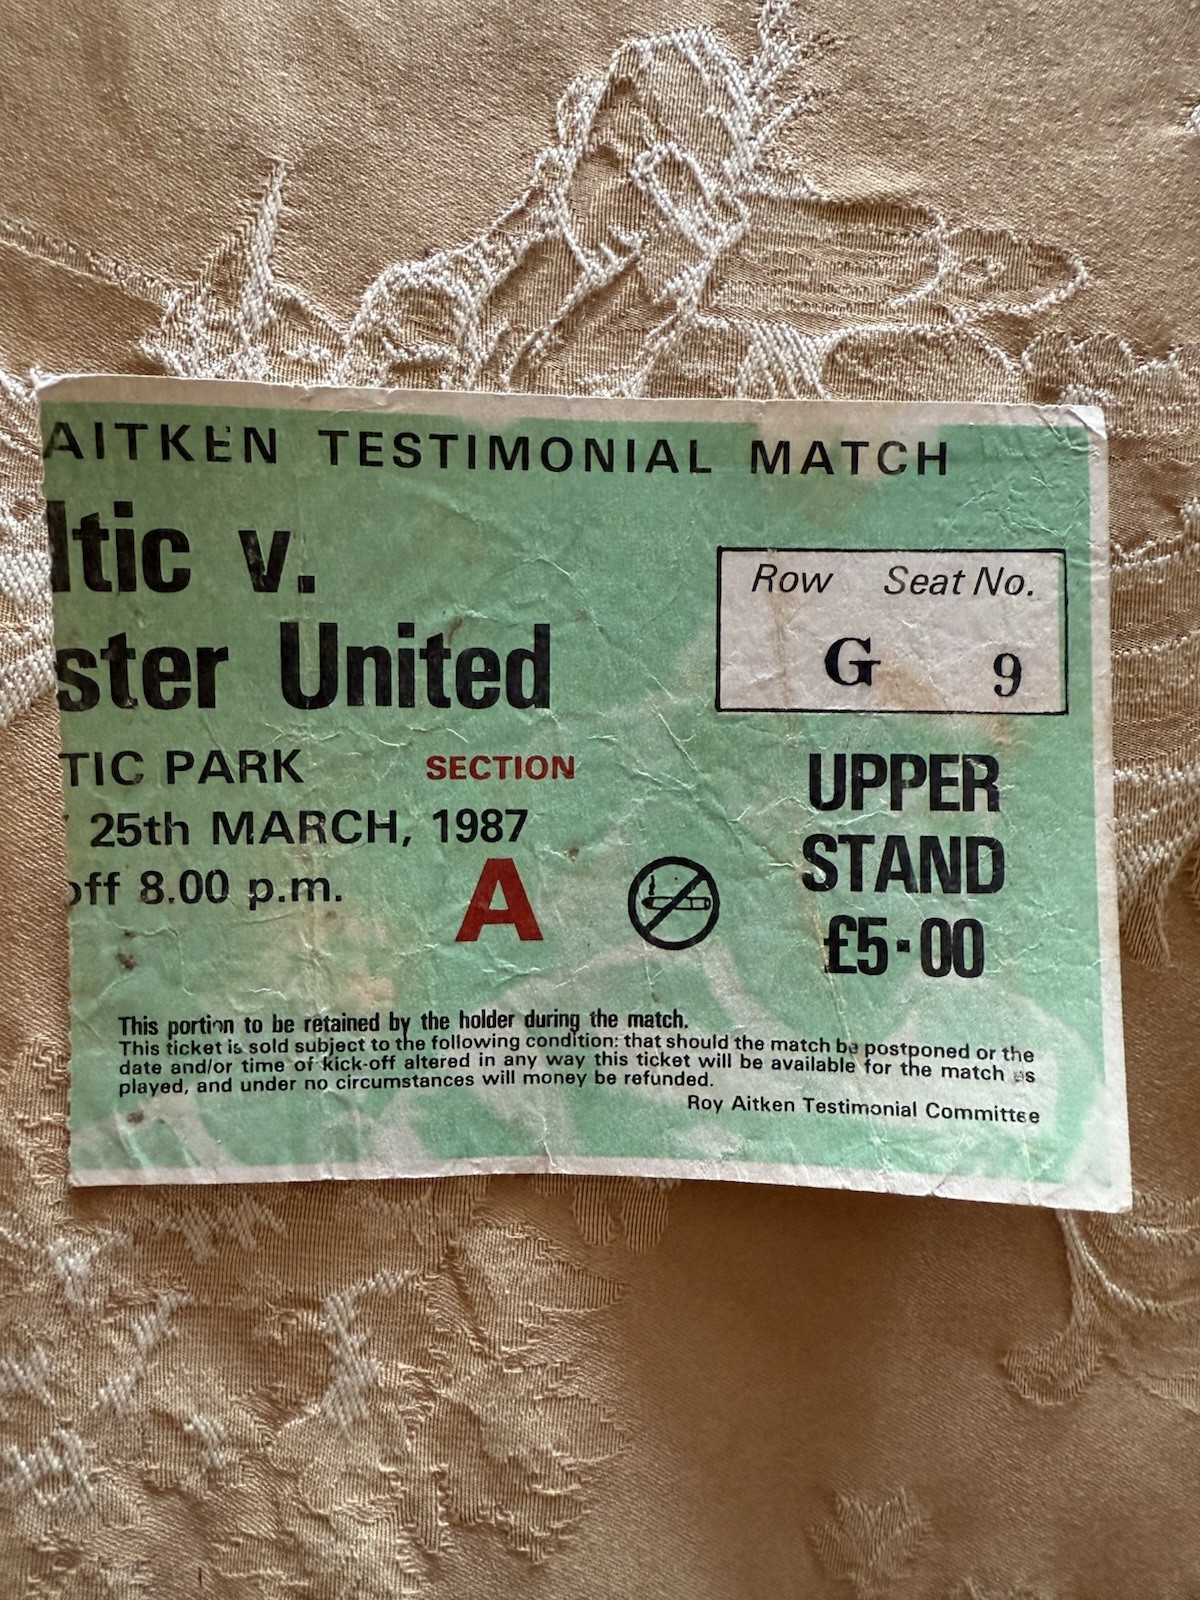 AITKEN TESTIMONIAL MATCH
ltic v.
ster United
TIC PARK
25th MARCH, 1987
off 8.00 p.m.
SECTION
A
Row Seat No.
G 9
UPPER
STAND
£5·00
This portion to be retained by the holder during the match.
This ticket is sold subject to the following condition: that should the match be postponed or the
date and/or time of kick-off altered in any way this ticket will be available for the match as
played, and under no circumstances will money be refunded.
Roy Aitken Testimonial Committee